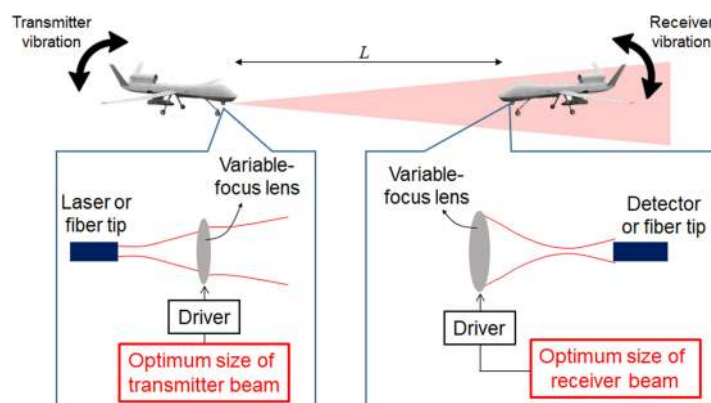 Transmitter
vibration
L
Receiver
vibration
Variable-
focus lens
Laser or
fiber tip
Driver
Optimum size of
transmitter beam
Variable-
focus lens
Detector
or fiber tip
Driver
Optimum size of
receiver beam